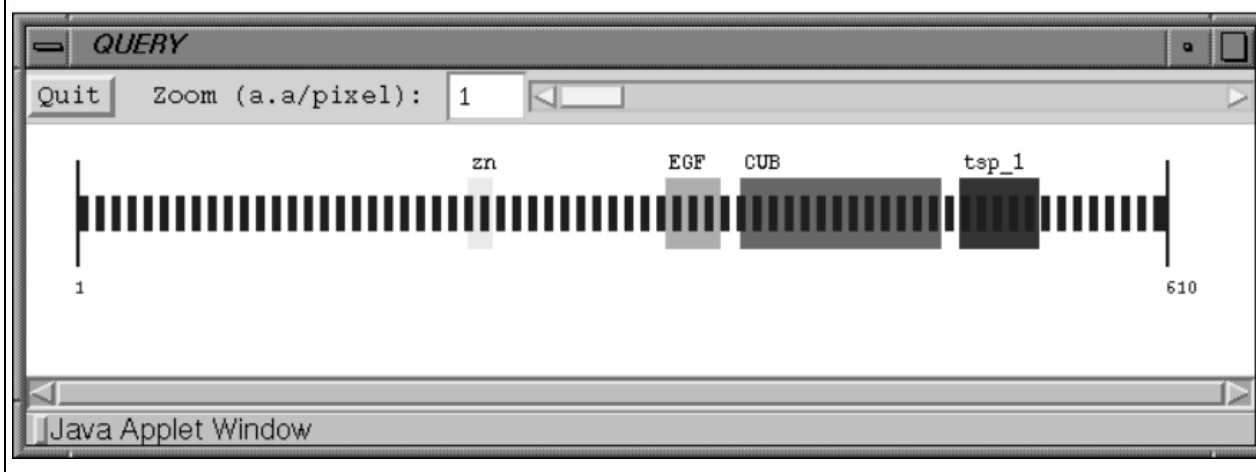 QUERY
Quit Zoom (a.a/pixel): 1
zn EGF CUB tsp_1
1 610
Java Applet Window